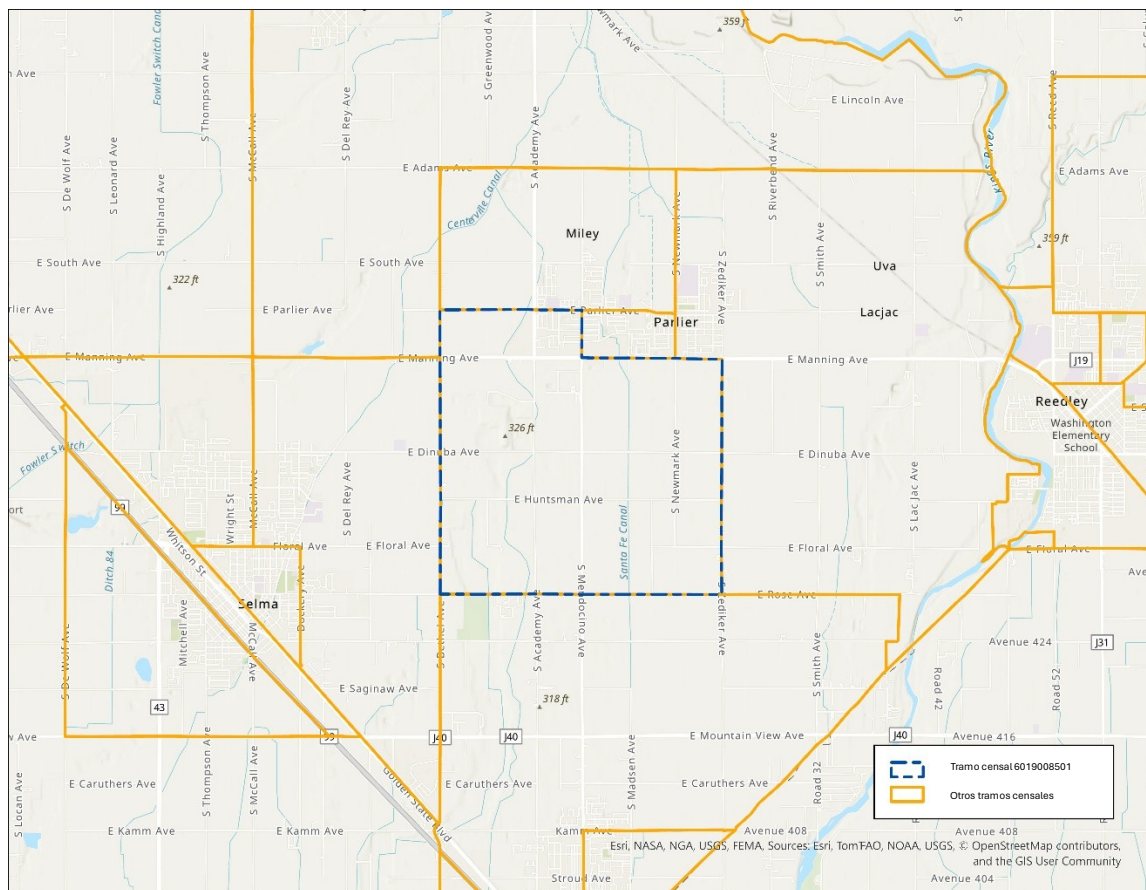 359 ft
S Greenwood Ave
Fowler Switch Canal
S Thompson Ave
S McCall Ave
S Del Rey Ave
E Lincoln Ave
S Reed Ave
S De Wolf Ave
S Leonard Ave
S Highland Ave
E Adams Ave
S Academy Ave
S Riverbend Ave
Kings River
E Adams Ave
Centerville Canal
Miley
S Newmark Ave
S Zediker Ave
S Smith Ave
359 ft
E South Ave
322 ft
E South Ave
Uva
E Parlier Ave
E Parlier Ave
Parlier
Lacjac
E Manning Ave
E Manning Ave
E Manning Ave
J19
Reedley
Washington
Elementary
School
326 ft
Fowler Switch
E Dinuba Ave
E Dinuba Ave
S Newmark Ave
S Lac Jac Ave
Wright St
McCall Ave
S Del Rey Ave
E Huntsman Ave
99
Whitson St
Floral Ave
E Floral Ave
Santa Fe Canal
E Floral Ave
E Floral Ave
Ditch 84
Selma
Dockery Ave
S Mendocino Ave
S Zediker Ave
E Rose Ave
Mitchell Ave
McCall Ave
S De Wolf Ave
S Bethel Ave
S Academy Ave
S Smith Ave
Avenue 424
J31
E Saginaw Ave
318 ft
Road 42
Road 52
43
99
J40
J40
E Mountain View Ave
J40
Avenue 416
E Caruthers Ave
S Thompson Ave
S McCall Ave
Golden State Blvd
E Caruthers Ave
S Madsen Ave
E Caruthers Ave
Road 32
Tramo censal 6019008501
Otros tramos censales
S Locan Ave
E Kamm Ave
E Kamm Ave
Kamm Ave
Avenue 408
Avenue 408
Esri, NASA, NGA, USGS, FEMA, Sources: Esri, TomTFAO, NOAA, USGS, © OpenStreetMap contributors,
and the GIS User Community
Stroud Ave
Avenue 404